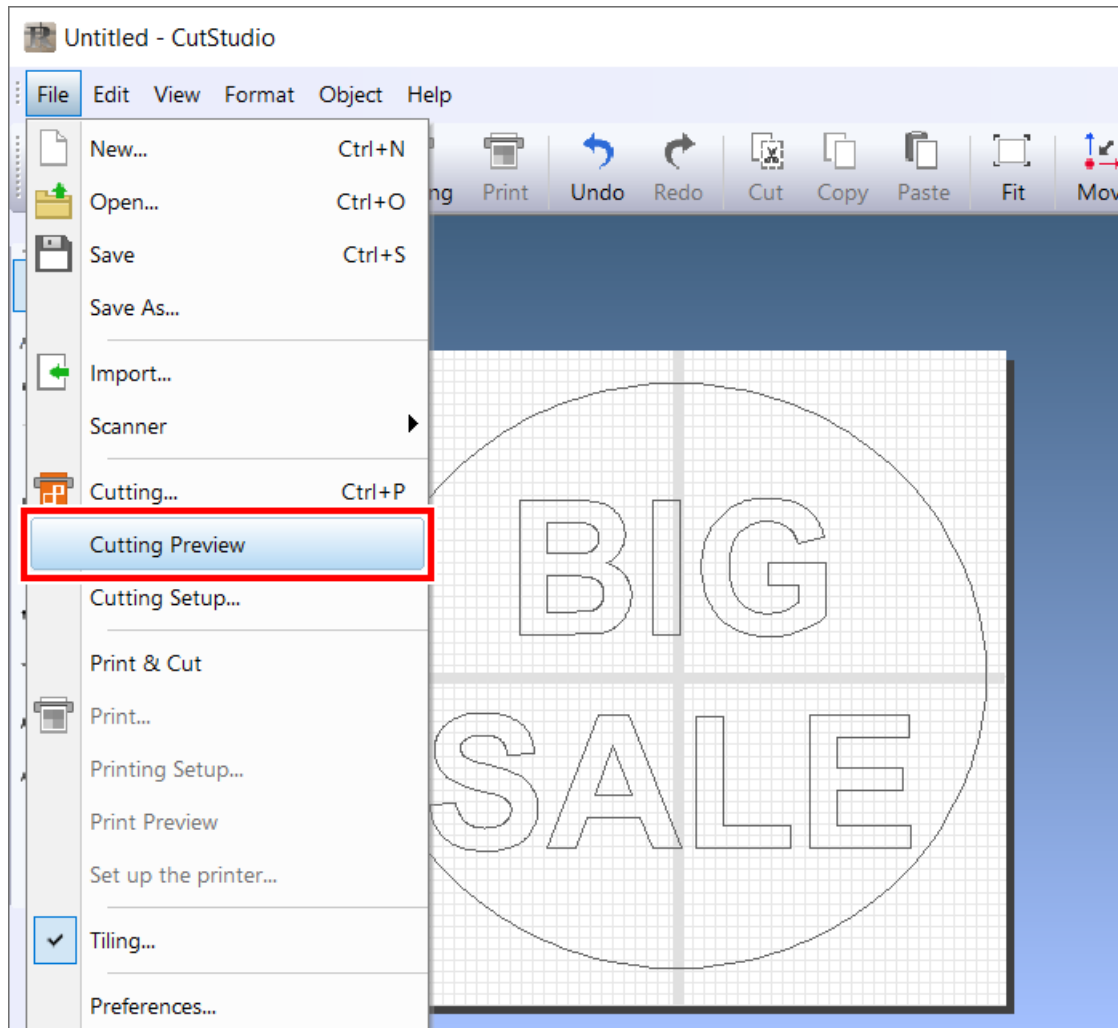 Untitled - CutStudio
File Edit View Format Object Help
New... Ctrl+N
Open... Ctrl+O
Save Ctrl+S
Save As...
Import...
Scanner
Cutting... Ctrl+P
Cutting Preview
Cutting Setup...
Print & Cut
Print...
Printing Setup...
Print Preview
Set up the printer...
Tiling...
Preferences...
Print Undo Redo Cut Copy Paste Fit
BIG
SALE